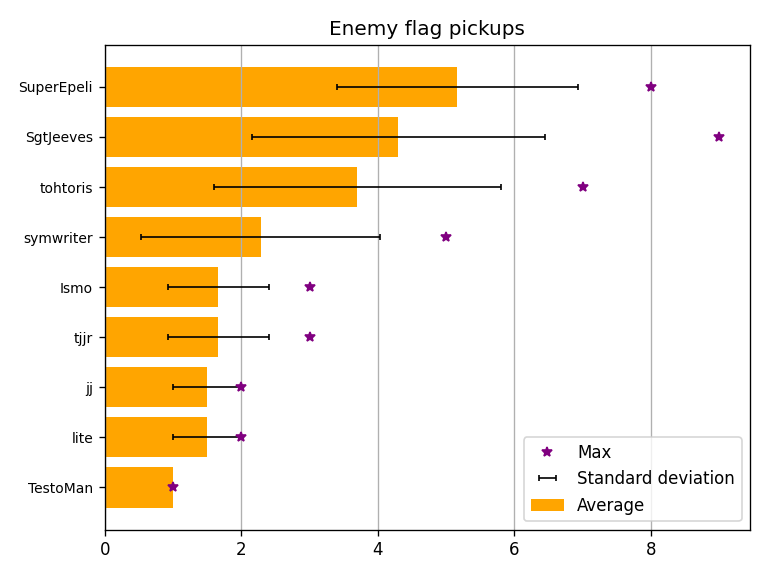 Enemy flag pickups
SuperEpeli
SgtJeeves
tohtoris
symwriter
Ismo
tjjr
jj
lite
TestoMan
Max
Standard deviation
Average
0 2 4 6 8